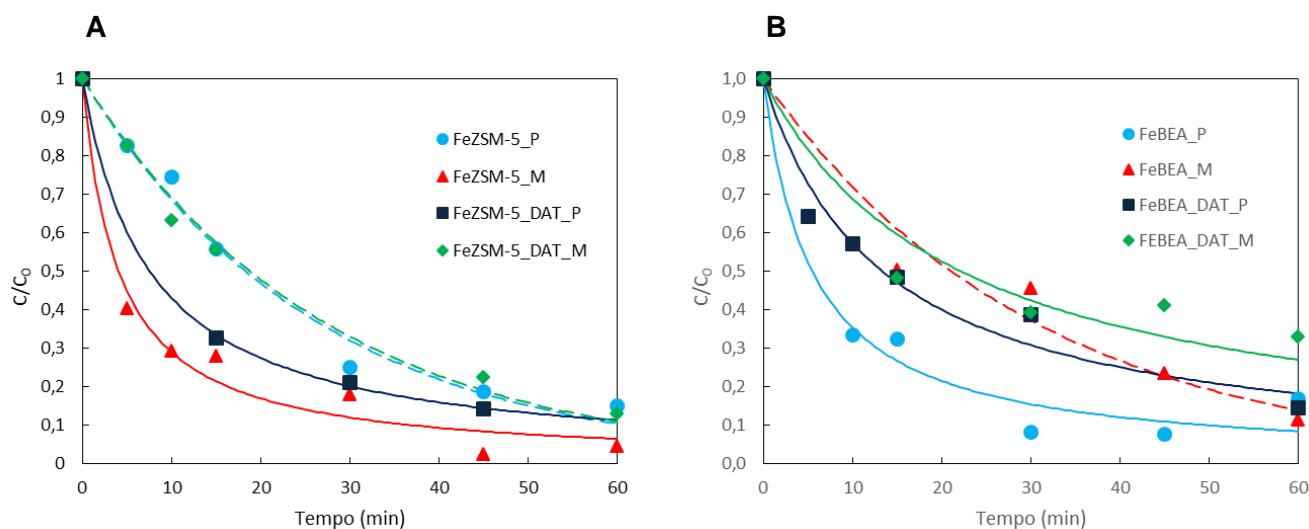 A
C/C₀
1
0,9
0,8
0,7
0,6
0,5
0,4
0,3
0,2
0,1
0
0 10 20 30 40 50 60
Tempo (min)
FeZSM-5_P
FeZSM-5_M
FeZSM-5_DAT_P
FeZSM-5_DAT_M
B
C/C₀
1,0
0,9
0,8
0,7
0,6
0,5
0,4
0,3
0,2
0,1
0,0
0 10 20 30 40 50 60
Tempo (min)
FeBEA_P
FeBEA_M
FeBEA_DAT_P
FEBEA_DAT_M